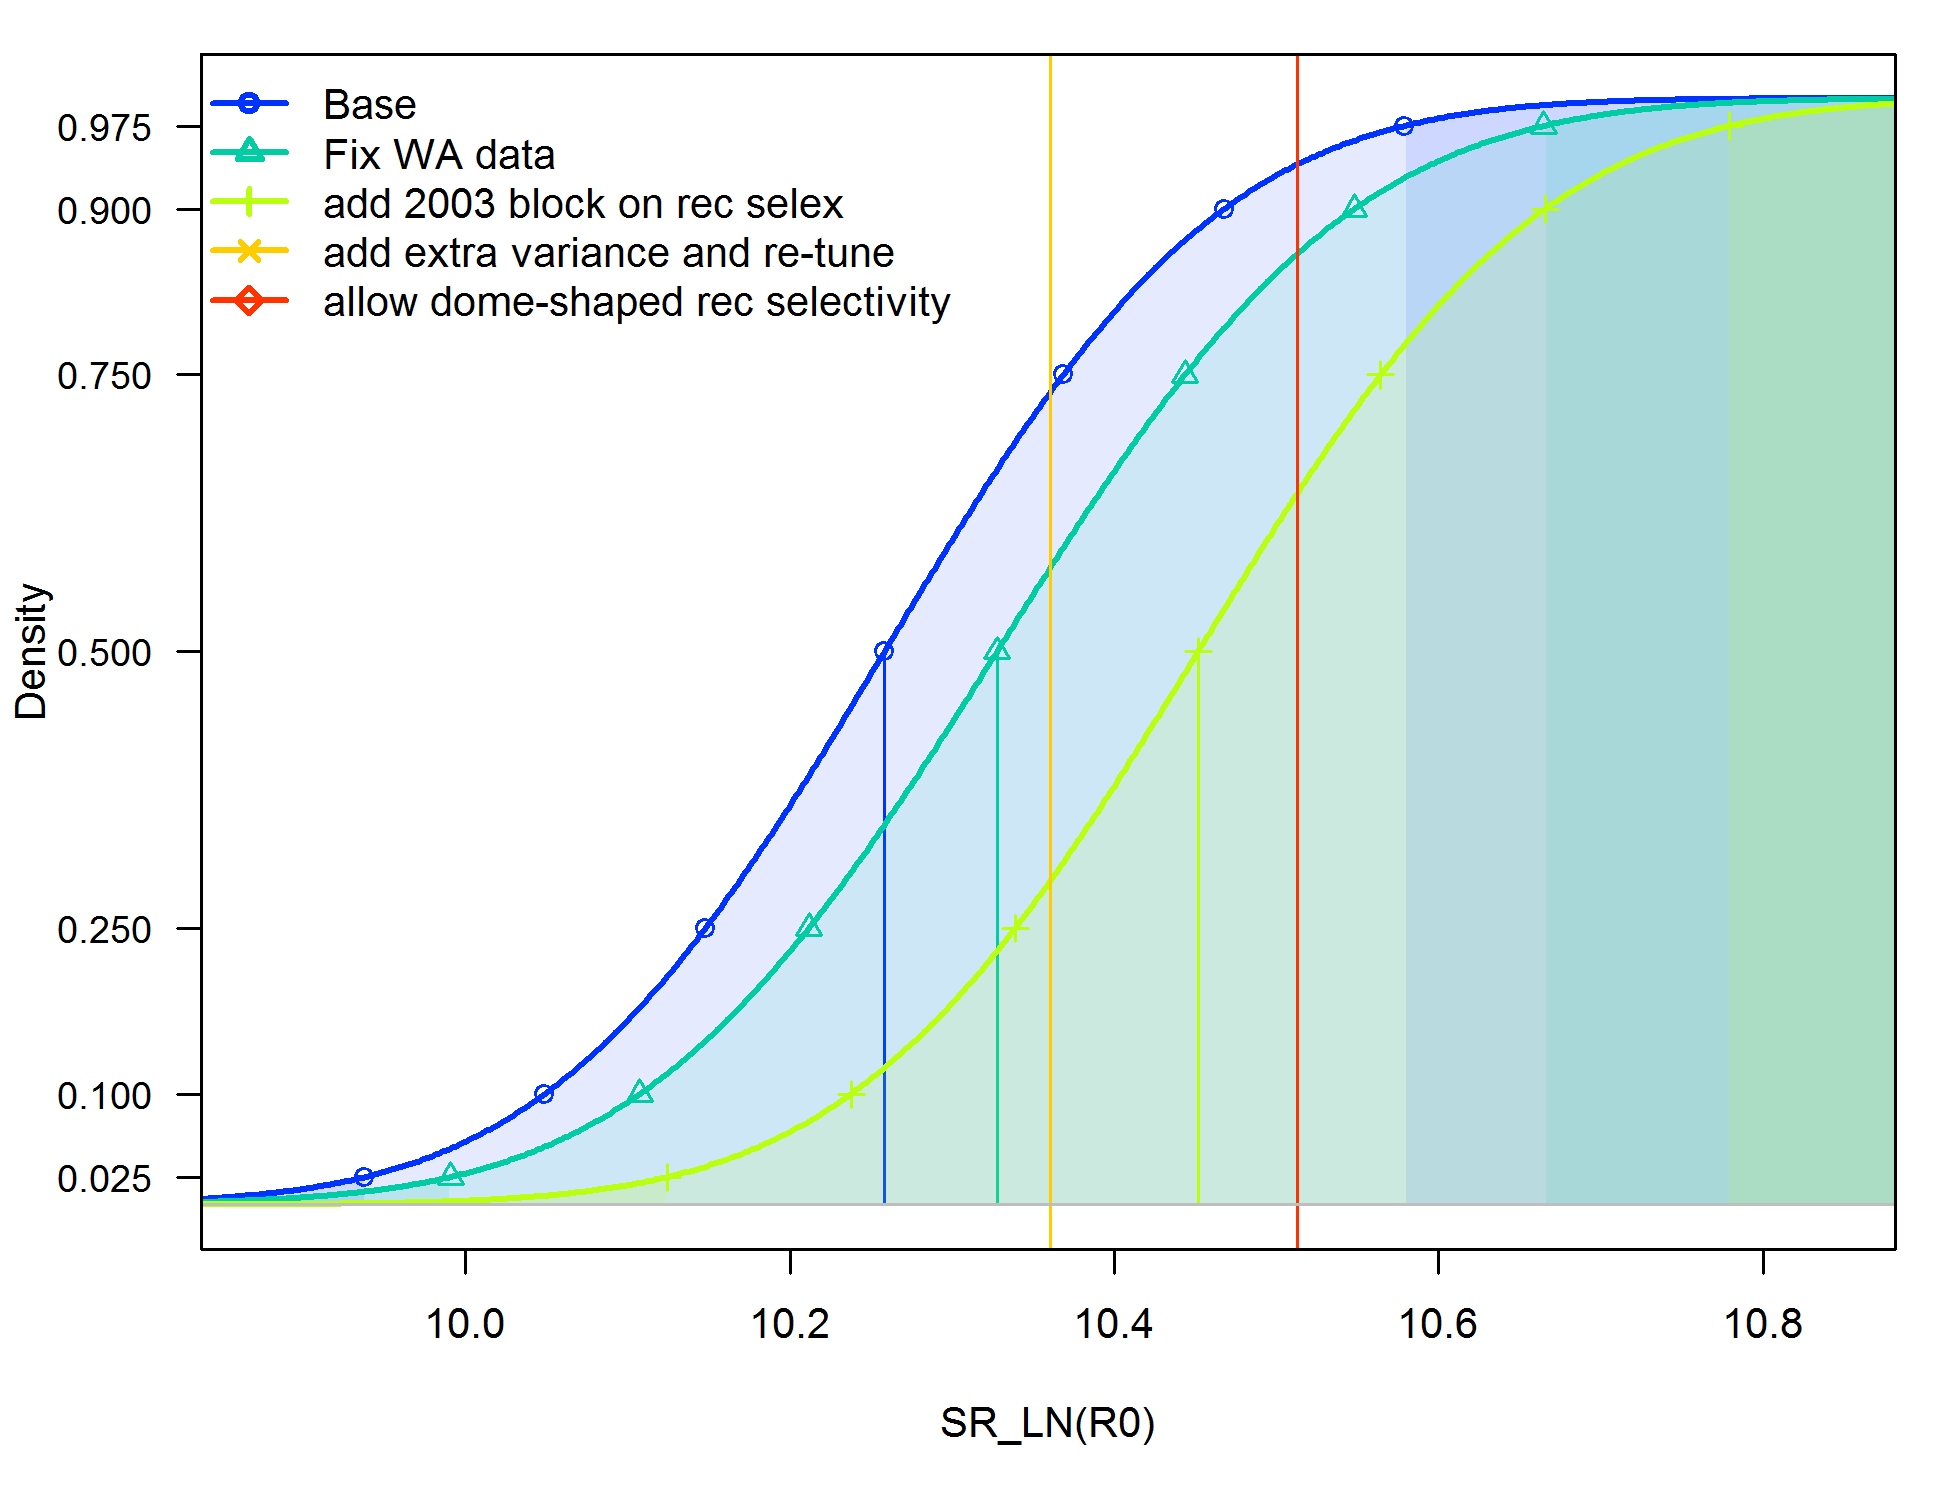 Base
Fix WA data
add 2003 block on rec selex
add extra variance and re-tune
allow dome-shaped rec selectivity
0.975
0.900
0.750
0.500
0.250
0.100
0.025
Density
10.0
10.2
10.4
10.6
10.8
SR_LN(R0)